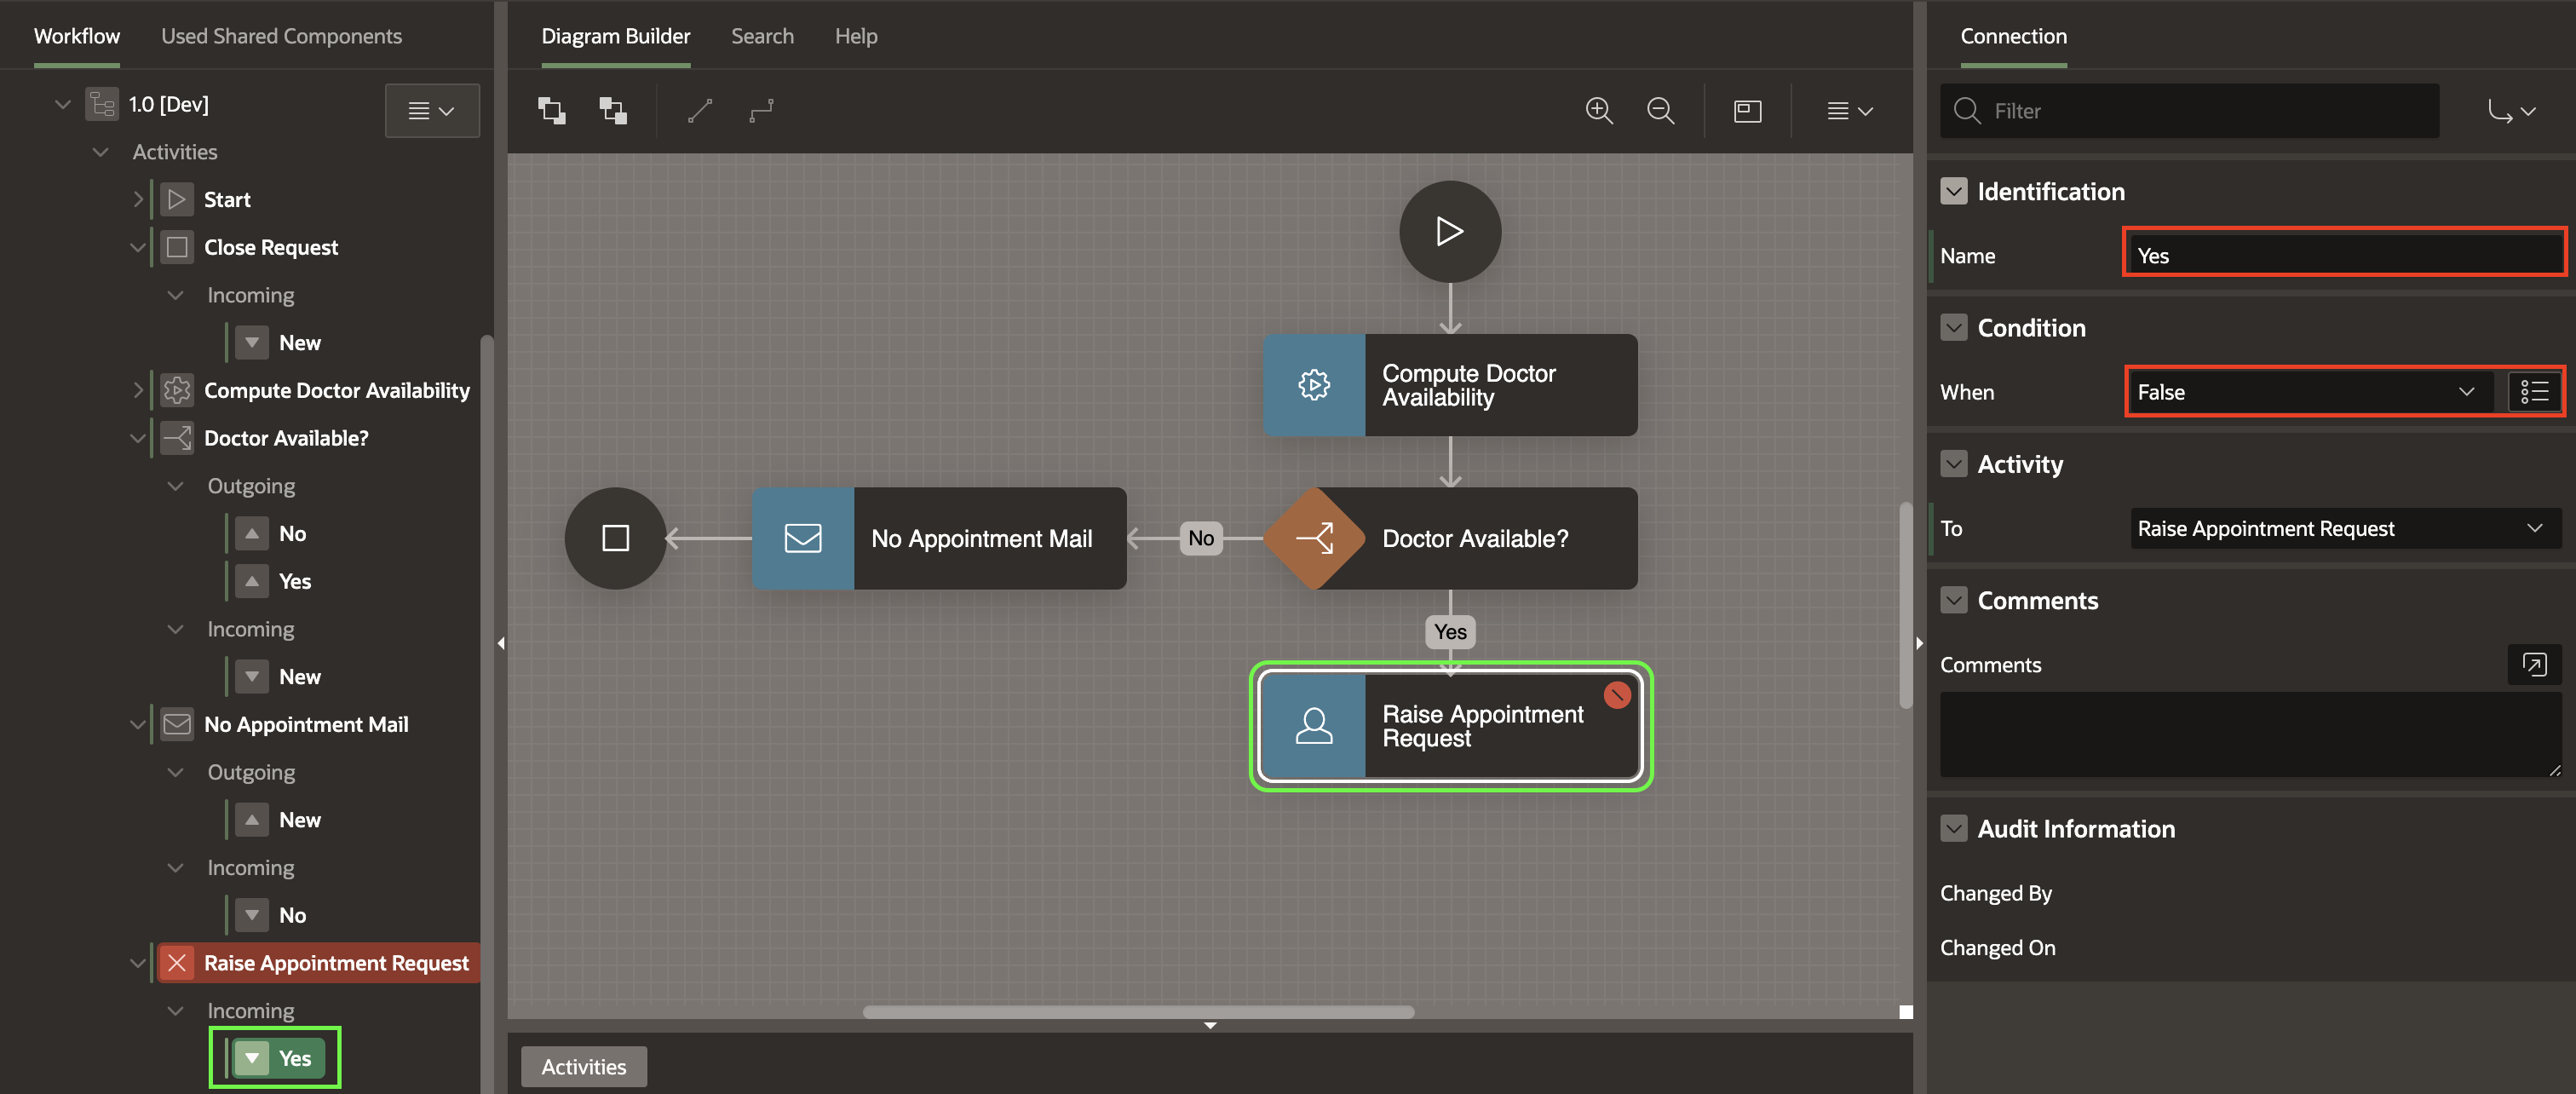 Workflow
Used Shared Components
1.0 [Dev]
Activities
Start
Close Request
Incoming
New
Compute Doctor Availability
Doctor Available?
Outgoing
No
Yes
Incoming
New
No Appointment Mail
Outgoing
New
Incoming
No
Raise Appointment Request
Incoming
Yes
Diagram Builder
Search
Help
Compute Doctor
Availability
No Appointment Mail
No
Doctor Available?
Yes
Raise Appointment
Request
Activities
Connection
Filter
Identification
Name
Yes
Condition
When
False
Activity
To
Raise Appointment Request
Comments
Comments
Audit Information
Changed By
Changed On